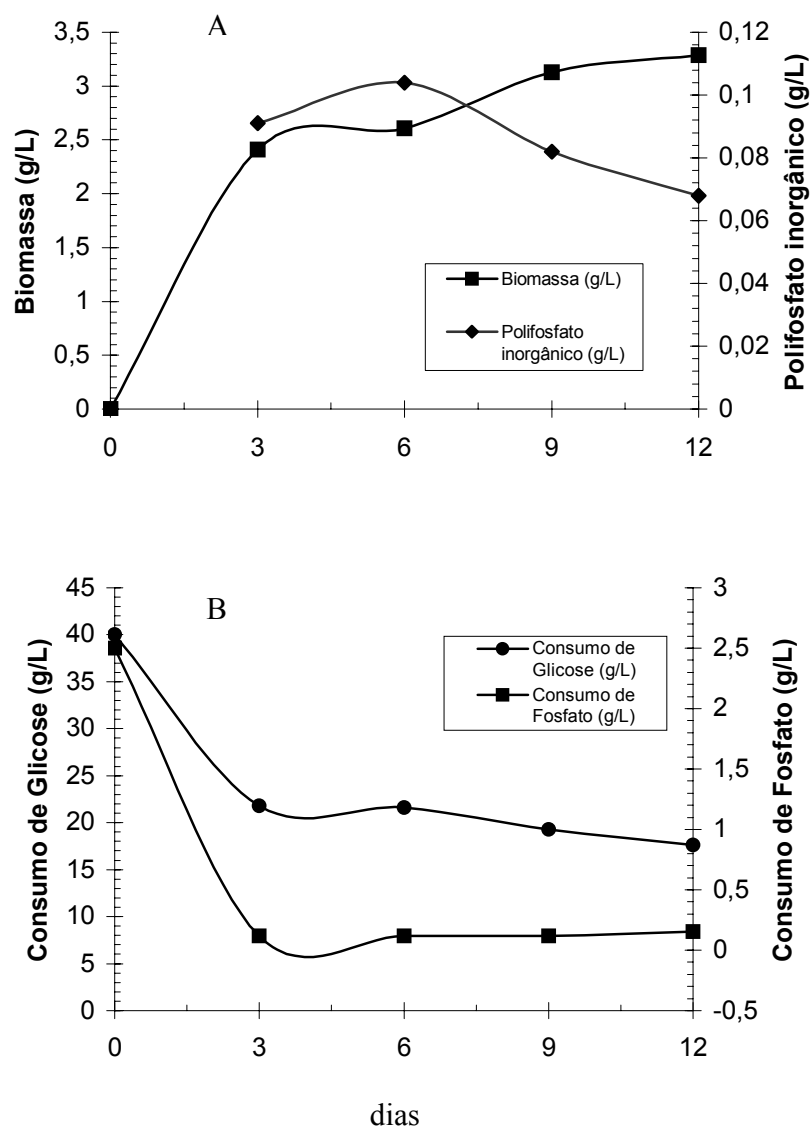 A
Biomassa (g/L)
3,5
3
2,5
2
1,5
1
0,5
0
0,12
0,1
0,08
0,06
0,04
0,02
0
Polifosfato inorgânico (g/L)
Biomassa (g/L)
Polifosfato
inorgânico (g/L)
0 3 6 9 12
B
Consumo de Glicose (g/L)
45
40
35
30
25
20
15
10
5
0
3
2,5
2
1,5
1
0,5
0
-0,5
Consumo de Fosfato (g/L)
Consumo de
Glicose (g/L)
Consumo de
Fosfato (g/L)
0 3 6 9 12
dias